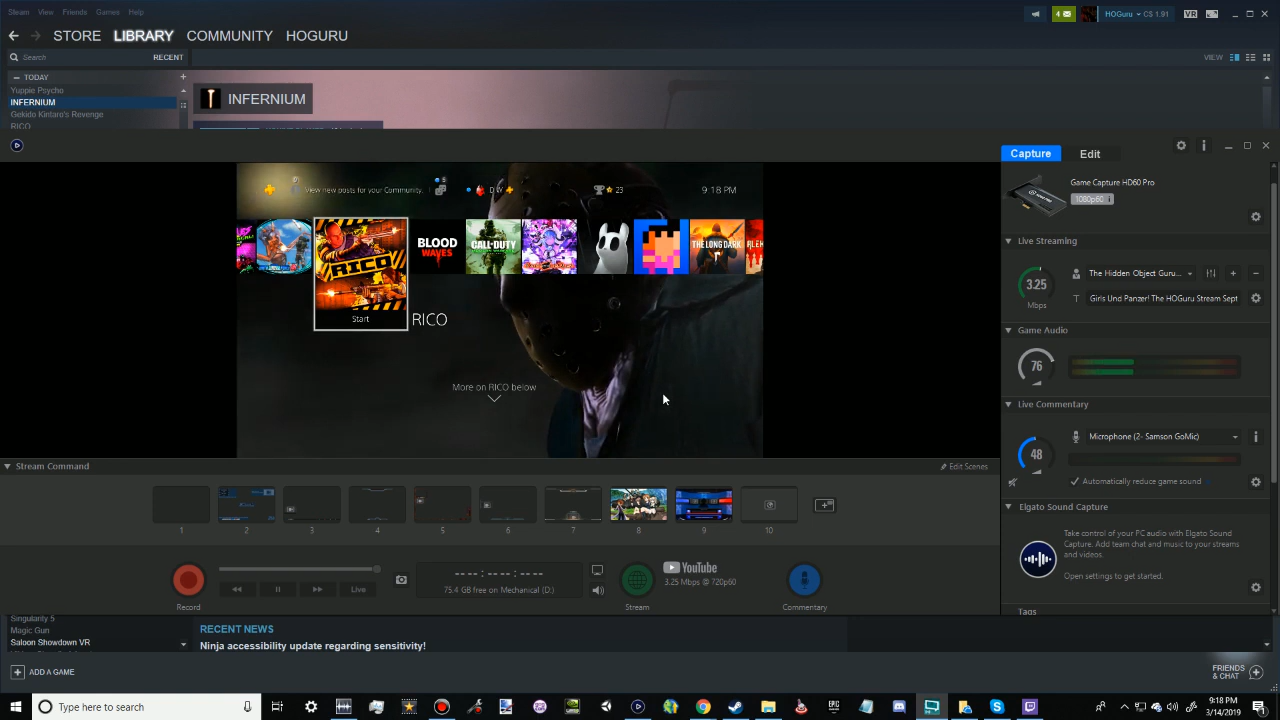 Steam View Friends Games Help
4 HOGuru C$ 1.91 VR
STORE LIBRARY COMMUNITY HOGURU
Search RECENT VIEW
TODAY
Yuppie Psycho
INFERNIUM
INFERNIUM
Gekido Kintaro's Revenge
RICO
Capture Edit
Game Capture HD60 Pro
1080p60
View new posts for your Community.
23 9:18 PM
RICO
Start
BLOOD WAVES
CALL OF DUTY
THE LONG DARK
RICO
More on RICO below
Live Streaming
3.25
Mbps
The Hidden Object Guru...
Girls Und Panzer! The HOGuru Stream Sept
Game Audio
76
Live Commentary
48
Microphone (2- Samson GoMic)
Automatically reduce game sound
Elgato Sound Capture
Take control of your PC audio with Elgato Sound
Capture. Add team chat and music to your streams
and videos.
Open settings to get started.
Tags
Stream Command Edit Scenes
1 2 3 4 5 6 7 8 9 10
Live
-- -- : -- -- : -- --
75.4 GB free on Mechanical (D:)
YouTube
3.25 Mbps @ 720p60
Record Stream Commentary
Singularity 5
Magic Gun
Saloon Showdown VR
RECENT NEWS
Ninja accessibility update regarding sensitivity!
ADD A GAME
FRIENDS
& CHAT
Type here to search
EPIC
9:18 PM